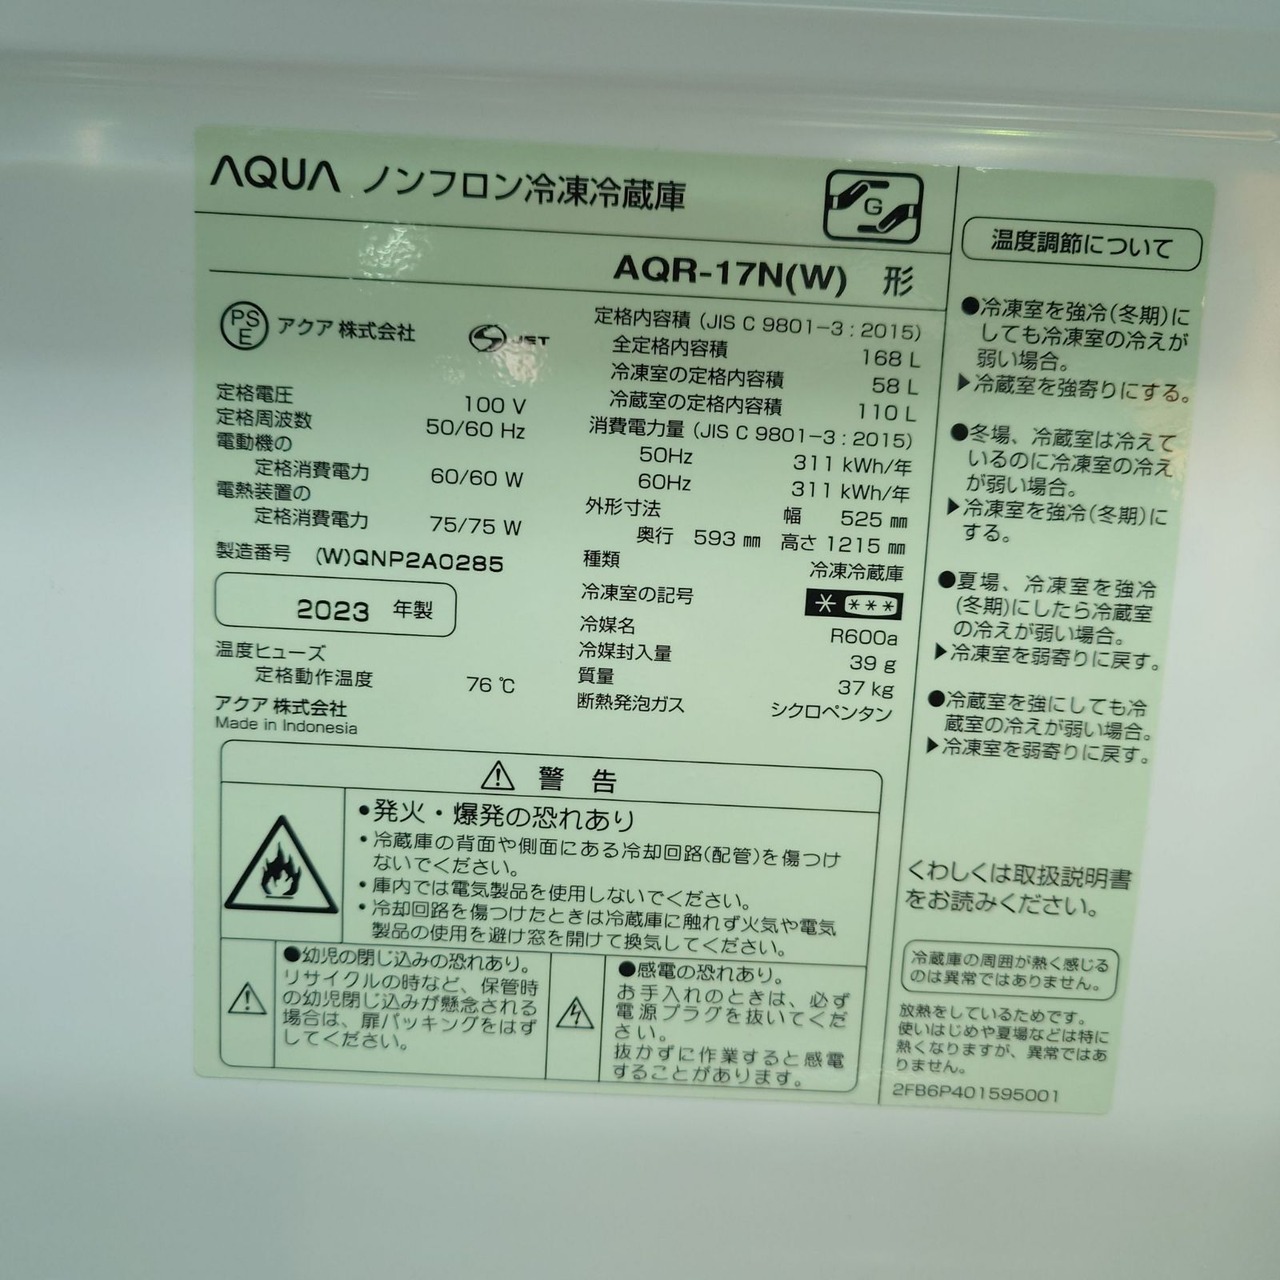 AQUA ノンフロン冷凍冷蔵庫
G
AQR-17N(W) 形
PSE アクア 株式会社 JET
定格電圧 100 V
定格周波数 50/60 Hz
電動機の
定格消費電力 60/60 W
電熱装置の
定格消費電力 75/75 W
製造番号 (W)QNP2A0285
2023 年製
温度ヒューズ
定格動作温度 76 ℃
アクア 株式会社
Made in Indonesia
定格内容積 (JIS C 9801-3 : 2015)
全定格内容積 168 L
冷凍室の定格内容積 58 L
冷蔵室の定格内容積 110 L
消費電力量 (JIS C 9801-3 : 2015)
50Hz 311 kWh/年
60Hz 311 kWh/年
外形寸法 幅 525 ㎜
奥行 593 ㎜ 高さ 1215 ㎜
種類 冷凍冷蔵庫
冷凍室の記号 * ***
冷媒名 R600a
冷媒封入量 39 g
質量 37 kg
断熱発泡ガス シクロペンタン
⚠ 警 告
•発火・爆発の恐れあり
•冷蔵庫の背面や側面にある冷却回路(配管)を傷つけ
ないでください。
•庫内では電気製品を使用しないでください。
•冷却回路を傷つけたときは冷蔵庫に触れず火気や電気
製品の使用を避け窓を開けて換気してください。
●幼児の閉じ込みの恐れあり。
リサイクルの時など、保管時
の幼児閉じ込みが懸念される
場合は、扉パッキングをはず
してください。
●感電の恐れあり。
お手入れのときは、必ず
電源プラグを抜いてくだ
さい。
抜かずに作業すると感電
することがあります。
温度調節について
●冷凍室を強冷(冬期)に
しても冷凍室の冷えが
弱い場合。
▶冷蔵室を強寄りにする。
●冬場、冷蔵室は冷えて
いるのに冷凍室の冷え
が弱い場合。
▶冷凍室を強冷(冬期)に
する。
●夏場、冷凍室を強冷
(冬期)にしたら冷蔵室
の冷えが弱い場合。
▶冷凍室を弱寄りに戻す。
●冷蔵室を強にしても冷
蔵室の冷えが弱い場合。
▶冷凍室を弱寄りに戻す。
くわしくは取扱説明書
をお読みください。
冷蔵庫の周囲が熱く感じる
のは異常ではありません。
放熱をしているためです。
使いはじめや夏場などは特に
熱くなりますが、異常ではあ
りません。
2FB6P401595001